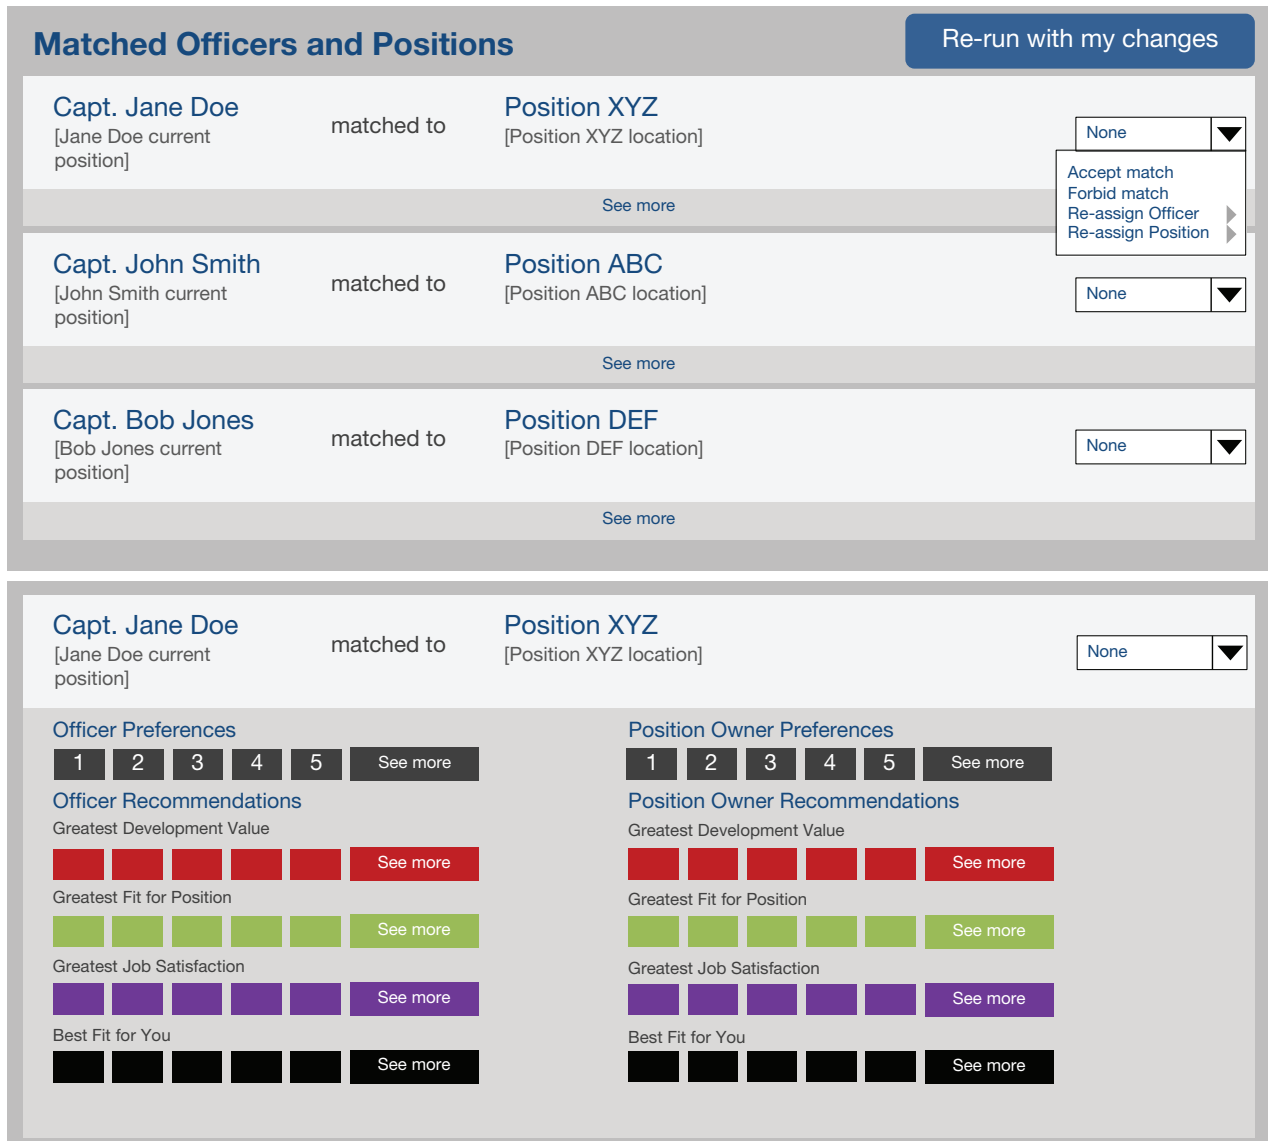 Matched Officers and Positions
Re-run with my changes
Capt. Jane Doe
[Jane Doe current
position]
matched to
Position XYZ
[Position XYZ location]
None
Accept match
Forbid match
Re-assign Officer
Re-assign Position
See more
Capt. John Smith
[John Smith current
position]
matched to
Position ABC
[Position ABC location]
None
See more
Capt. Bob Jones
[Bob Jones current
position]
matched to
Position DEF
[Position DEF location]
None
See more
Capt. Jane Doe
[Jane Doe current
position]
matched to
Position XYZ
[Position XYZ location]
None
Officer Preferences
1 2 3 4 5 See more
Officer Recommendations
Greatest Development Value
See more
Greatest Fit for Position
See more
Greatest Job Satisfaction
See more
Best Fit for You
See more
Position Owner Preferences
1 2 3 4 5 See more
Position Owner Recommendations
Greatest Development Value
See more
Greatest Fit for Position
See more
Greatest Job Satisfaction
See more
Best Fit for You
See more